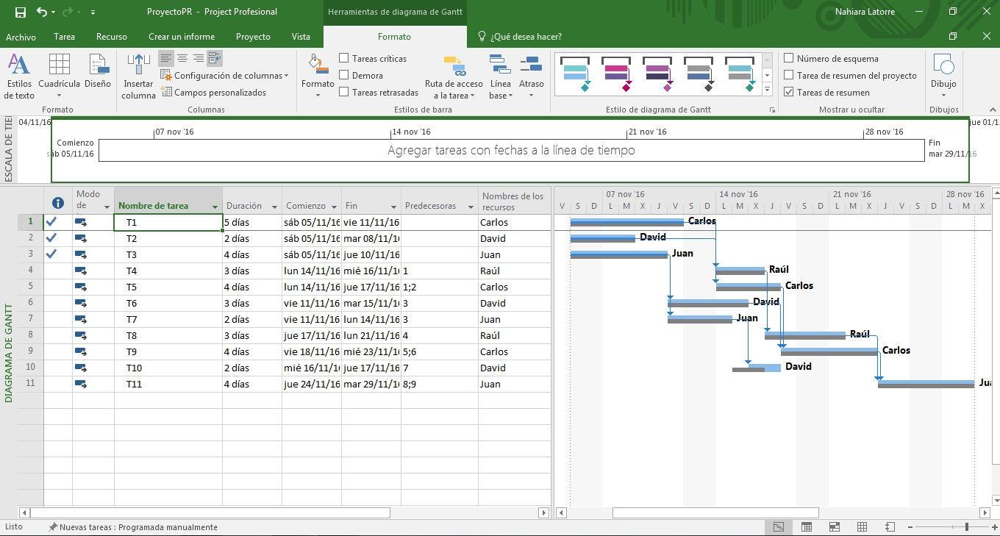 ProyectoPR - Project Profesional
Herramientas de diagrama de Gantt
Nahiara Latorre
Archivo Tarea Recurso Crear un informe Proyecto Vista Formato ¿Qué desea hacer?
Estilos de texto
Cuadrícula
Diseño
Formato
Insertar columna
Configuración de columnas
Campos personalizados
Columnas
Formato
Tareas críticas
Demora
Tareas retrasadas
Ruta de acceso a la tarea
Línea base
Atraso
Estilos de barra
Estilo de diagrama de Gantt
Número de esquema
Tarea de resumen del proyecto
Tareas de resumen
Mostrar u ocultar
Dibujo
Dibujos
ESCALA DE TIE
04/11/16
07 nov '16 14 nov '16 21 nov '16 28 nov '16
jue 01/1
Comienzo
sáb 05/11/16
Agregar tareas con fechas a la línea de tiempo
Fin
mar 29/11/16
DIAGRAMA DE GANTT
Modo de
Nombre de tarea Duración Comienzo Fin Predecesoras Nombres de los recursos
1 T1 5 días sáb 05/11/16 vie 11/11/16 Carlos
2 T2 2 días sáb 05/11/16 mar 08/11/1 David
3 T3 4 días sáb 05/11/16 jue 10/11/16 Juan
4 T4 3 días lun 14/11/16 mié 16/11/1 1 Raúl
5 T5 4 días lun 14/11/16 jue 17/11/16 1;2 Carlos
6 T6 3 días vie 11/11/16 mar 15/11/1 3 David
7 T7 2 días vie 11/11/16 lun 14/11/16 3 Juan
8 T8 3 días jue 17/11/16 lun 21/11/16 4 Raúl
9 T9 4 días vie 18/11/16 mié 23/11/1 5;6 Carlos
10 T10 2 días mié 16/11/1 jue 17/11/16 7 David
11 T11 4 días jue 24/11/16 mar 29/11/1 8;9 Juan
07 nov '16 14 nov '16 21 nov '16 28 nov '16
V S D L M M J V S D L M X J V S D L M X J V S D L M X
Carlos
David
Juan
Raúl
Carlos
David
Juan
Raúl
Carlos
David
Jua
Listo
Nuevas tareas : Programada manualmente